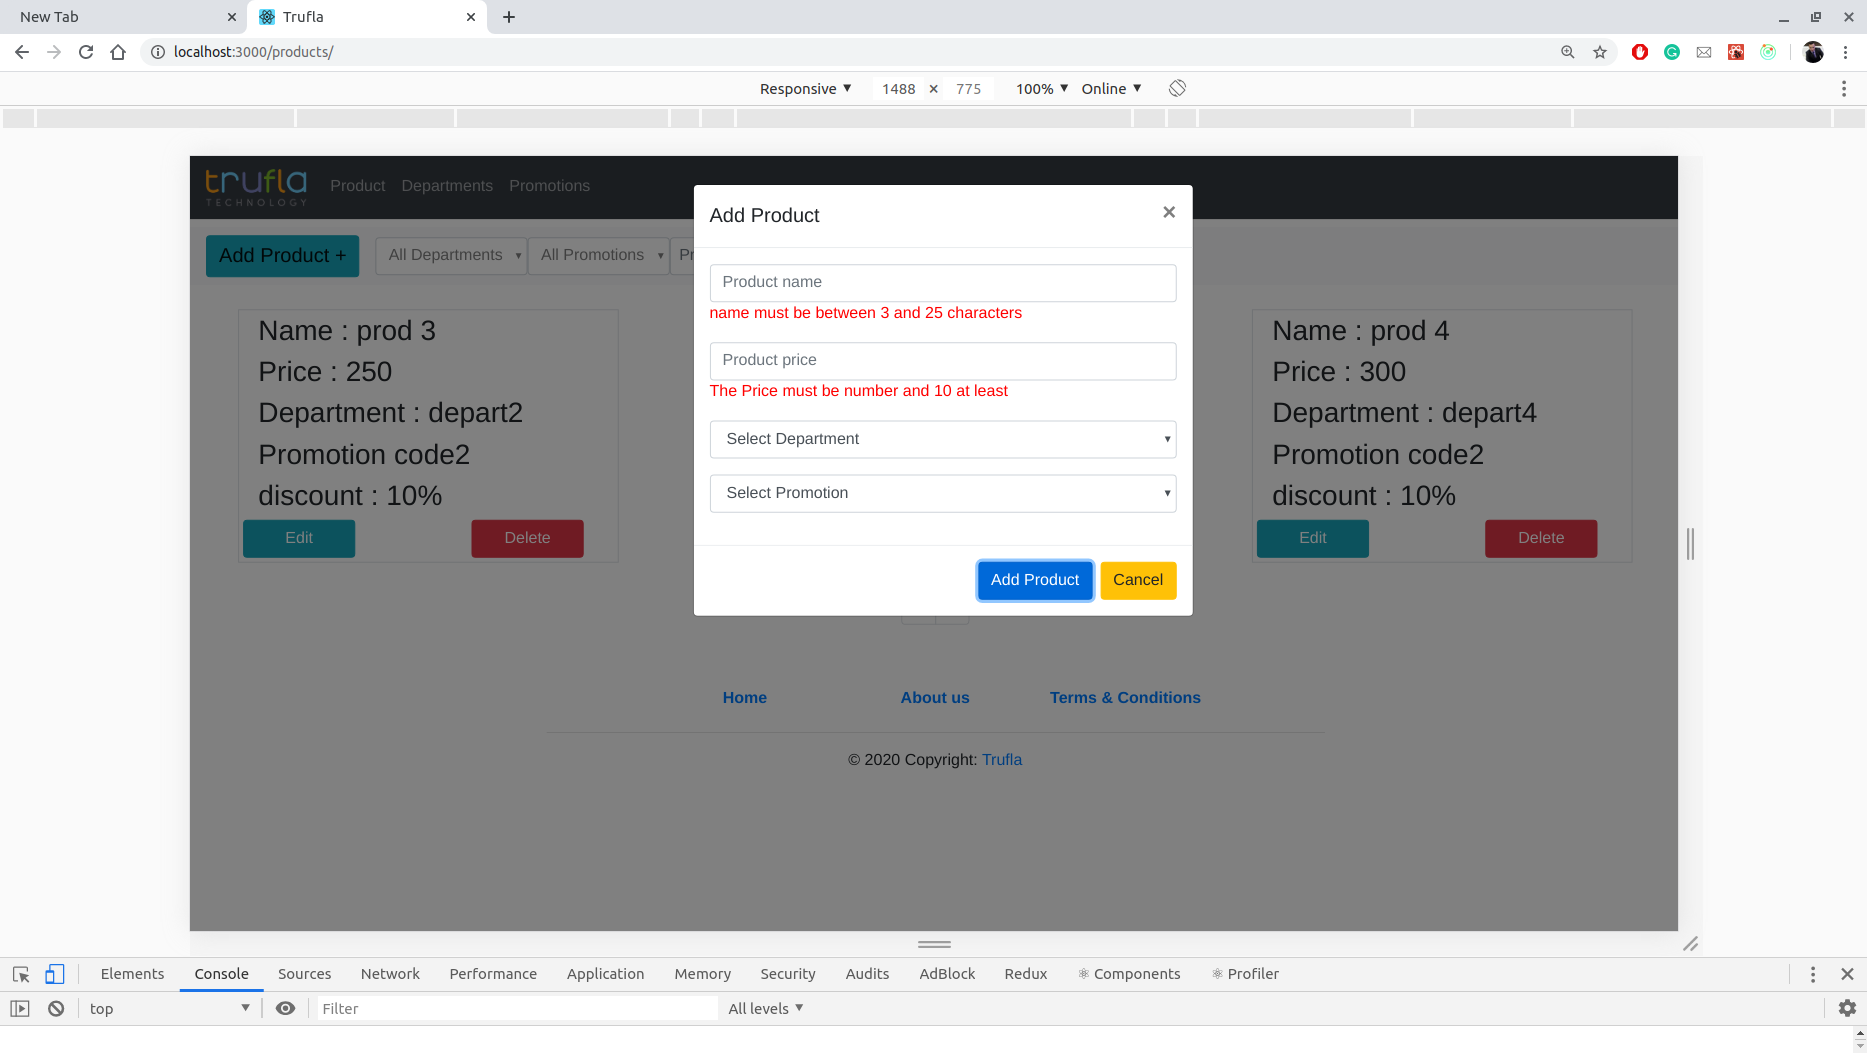 New Tab
Trufla
localhost:3000/products/
Responsive ▼ 1488 × 775 100% ▼ Online ▼
trufla
TECHNOLOGY
Product Departments Promotions
Add Product +
All Departments
All Promotions
Pr
Add Product ×
Product name
name must be between 3 and 25 characters
Product price
The Price must be number and 10 at least
Select Department
Select Promotion
Add Product Cancel
Name : prod 3
Price : 250
Department : depart2
Promotion code2
discount : 10%
Edit Delete
Name : prod 4
Price : 300
Department : depart4
Promotion code2
discount : 10%
Edit Delete
Home About us Terms & Conditions
© 2020 Copyright: Trufla
Elements Console Sources Network Performance Application Memory Security Audits AdBlock Redux Components Profiler
top Filter All levels ▼